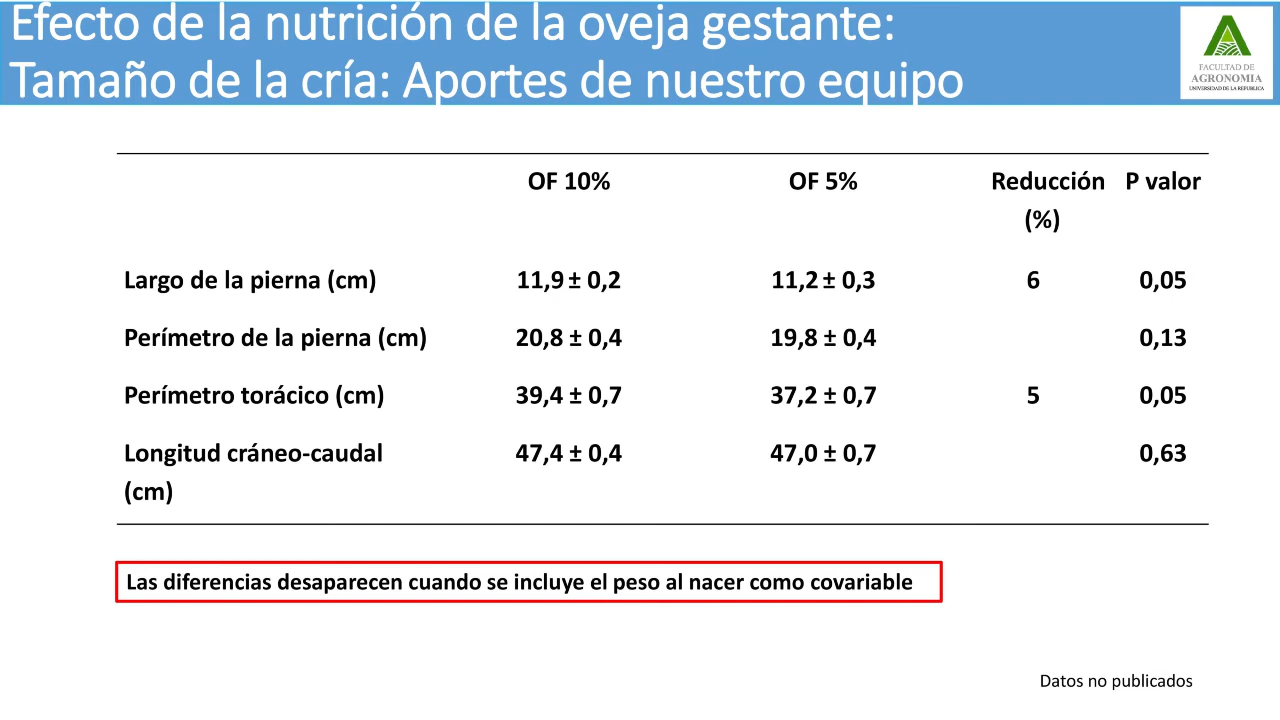 Efecto de la nutrición de la oveja gestante:
Tamaño de la cría: Aportes de nuestro equipo
FACULTAD DE
AGRONOMIA
UNIVERSIDAD DE LA REPUBLICA
OF 10% OF 5% Reducción (%) P valor
Largo de la pierna (cm) 11,9 ± 0,2 11,2 ± 0,3 6 0,05
Perímetro de la pierna (cm) 20,8 ± 0,4 19,8 ± 0,4 0,13
Perímetro torácico (cm) 39,4 ± 0,7 37,2 ± 0,7 5 0,05
Longitud cráneo-caudal 47,4 ± 0,4 47,0 ± 0,7 0,63
(cm)
Las diferencias desaparecen cuando se incluye el peso al nacer como covariable
Datos no publicados